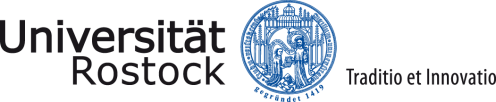 Universität
Rostock
gegründet 1419
Traditio et Innovatio